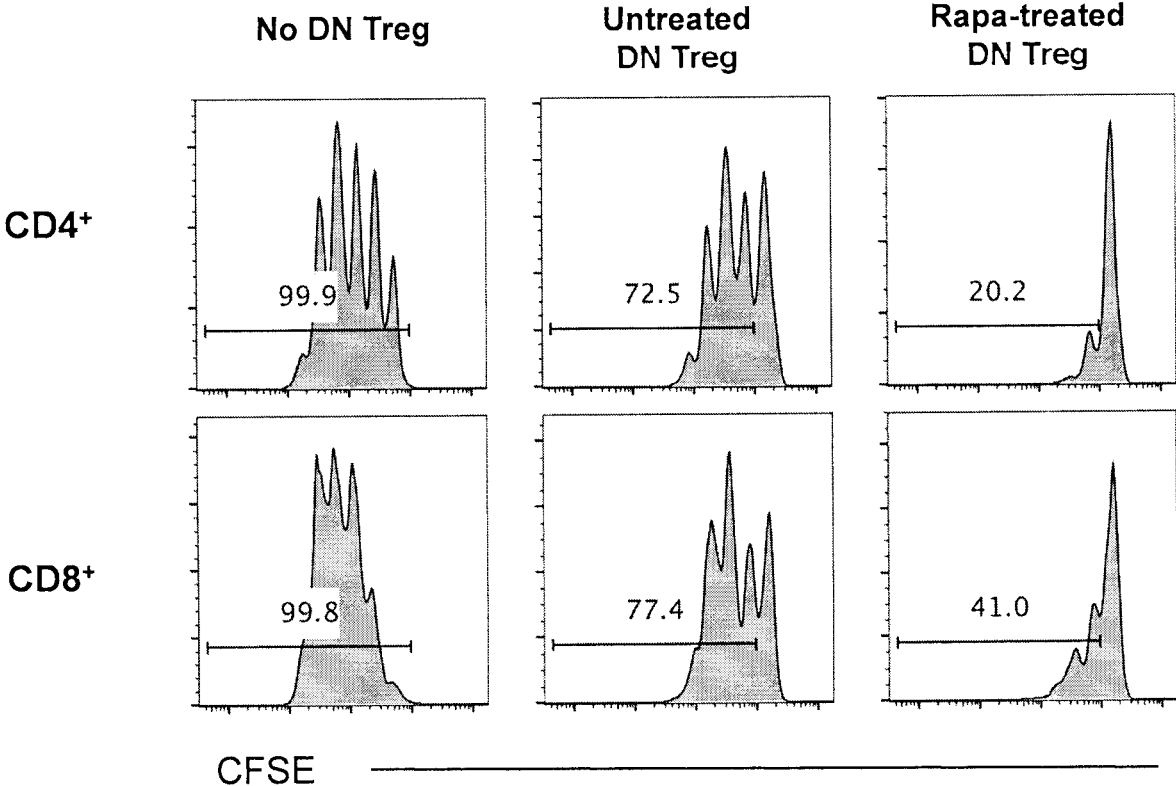 No DN Treg
Untreated
DN Treg
Rapa-treated
DN Treg
CD4+
99.9
72.5
20.2
CD8+
99.8
77.4
41.0
CFSE